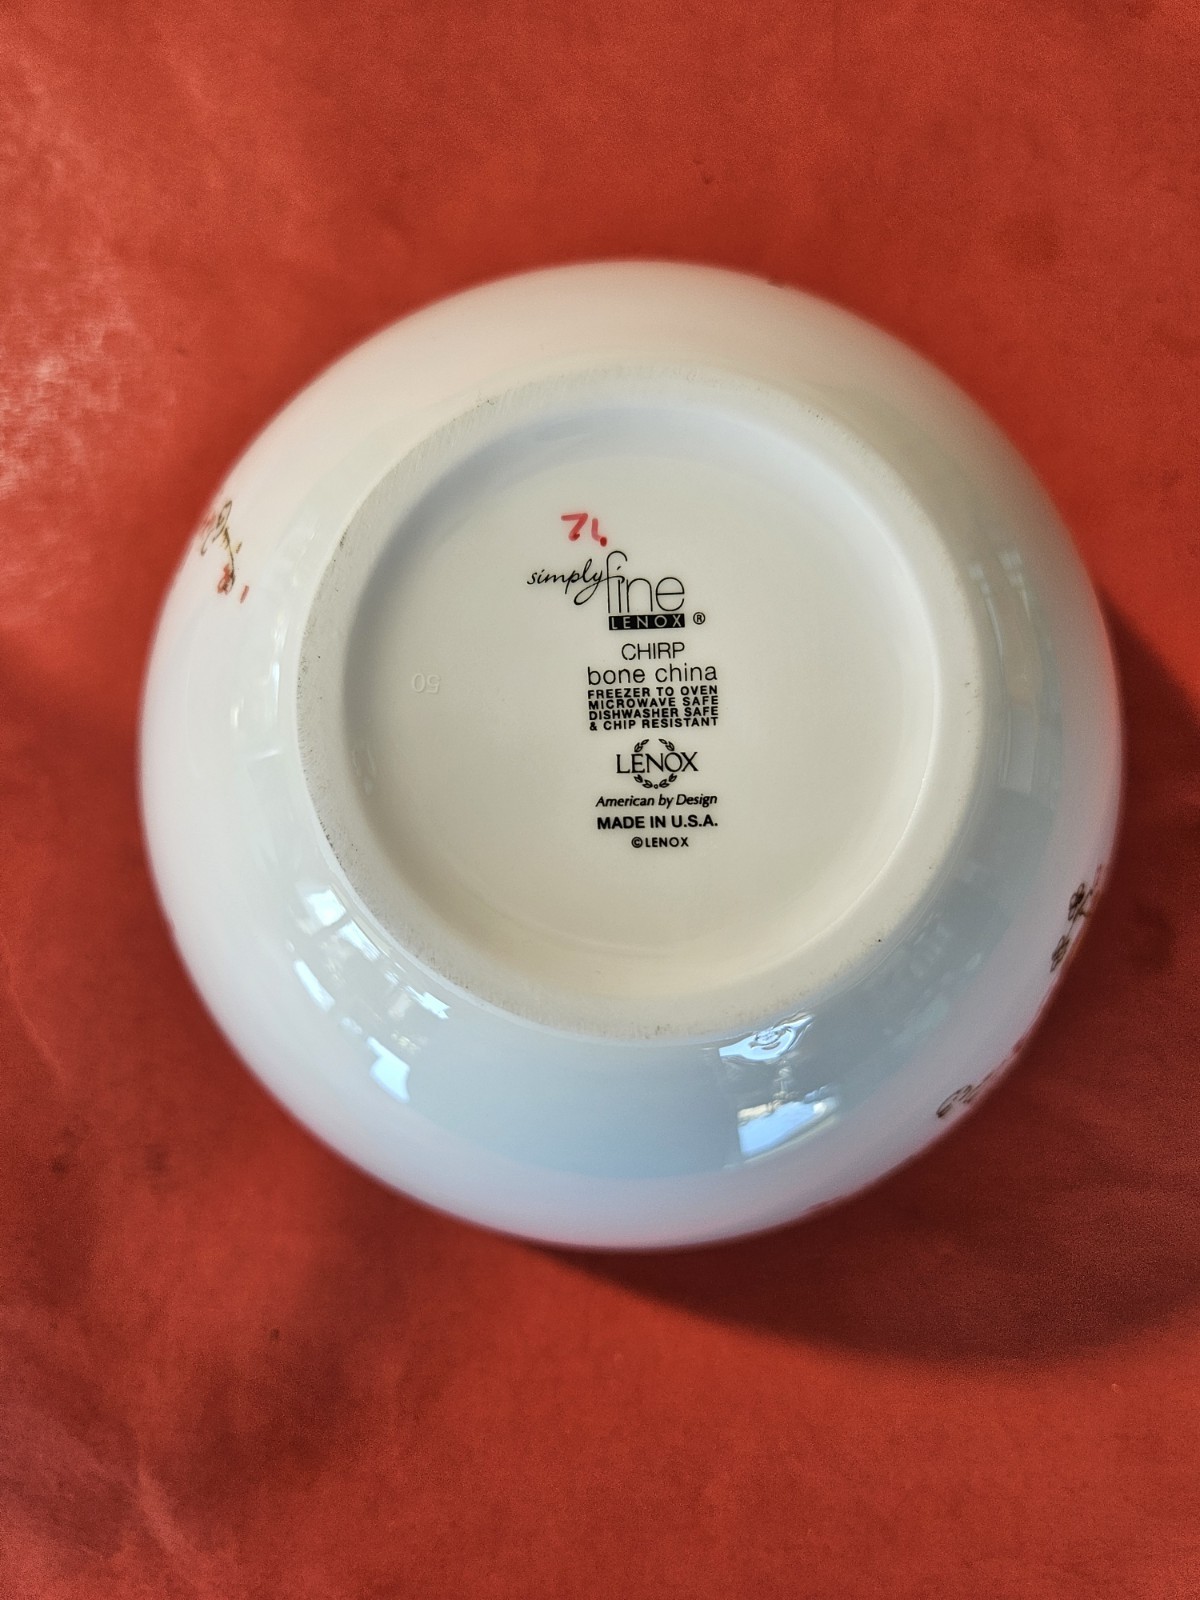 71
simply fine
LENOX ®
CHIRP
bone china
FREEZER TO OVEN
MICROWAVE SAFE
DISHWASHER SAFE
& CHIP RESISTANT
LENOX
American by Design
MADE IN U.S.A.
©LENOX
50